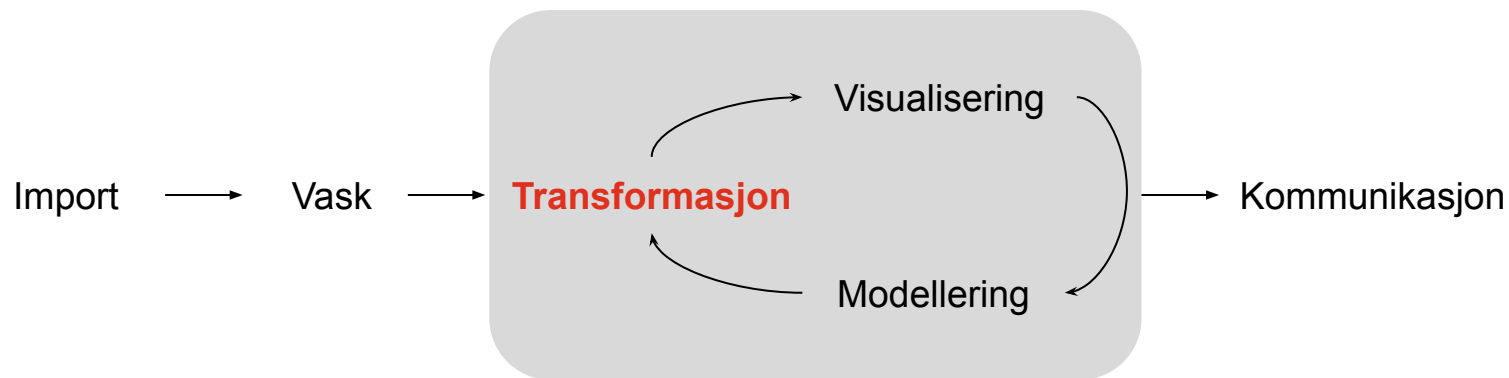 Import
Vask
Transformasjon
Visualisering
Modellering
Kommunikasjon